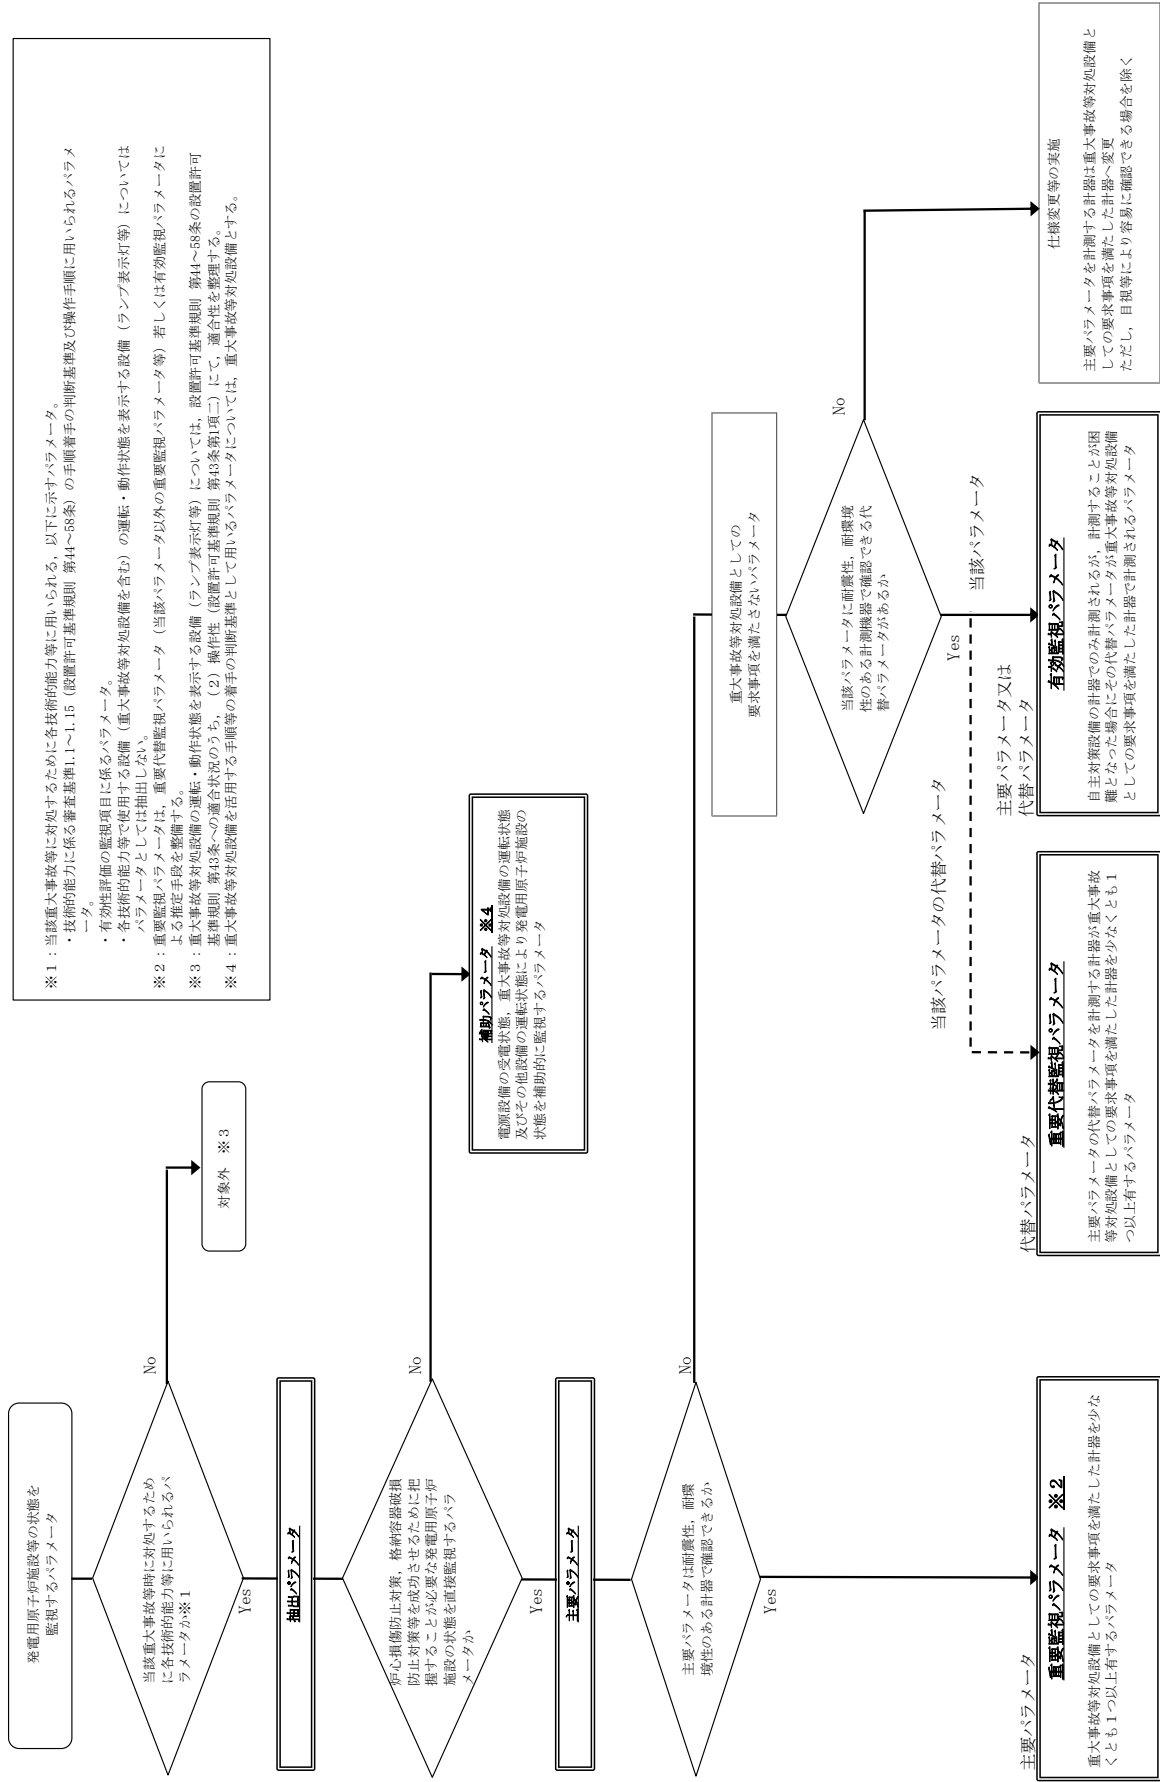 発電用原子炉施設等の状態を
監視するパラメータ
当該重大事故等時に対処するため
に各技術的能力等に用いられるパ
ラメータか※1
No
対象外 ※3
Yes
抽出パラメータ
炉心損傷防止対策，格納容器破損
防止対策等を成功させるために把
握することが必要な発電用原子炉
施設の状態を直接監視するパラ
メータか
No
補助パラメータ ※4
電源設備の受電状態，重大事故等対処設備の運転状態
及びその他設備の運転状態により発電用原子炉施設の
状態を補助的に監視するパラメータ
Yes
主要パラメータ
主要パラメータは耐震性，耐環
境性のある計器で確認できるか
No
Yes
重大事故等対処設備としての
要求事項を満たさないパラメータ
当該パラメータに耐震性，耐環境
性のある計測機器で確認できる代
替パラメータがあるか
No
Yes
当該パラメータ
主要パラメータ又は
代替パラメータ
当該パラメータの代替パラメータ
代替パラメータ
主要パラメータ
重要監視パラメータ ※2
重大事故等対処設備としての要求事項を満たした計器を少な
くとも1つ以上有するパラメータ
重要代替監視パラメータ
主要パラメータの代替パラメータを計測する計器が重大事故
等対処設備としての要求事項を満たした計器を少なくとも1
つ以上有するパラメータ
有効監視パラメータ
自主対策設備の計器でのみ計測されるが，計測することが困
難となった場合にその代替パラメータが重大事故等対処設備
としての要求事項を満たした計器で計測されるパラメータ
仕様変更等の実施
主要パラメータを計測する計器は重大事故等対処設備と
しての要求事項を満たした計器へ変更
ただし，目視等により容易に確認できる場合を除く
※1：当該重大事故等に対処するために各技術的能力等に用いられる，以下に示すパラメータ。
・技術的能力に係る審査基準1.1～1.15（設置許可基準規則 第44～58条）の手順着手の判断基準及び操作手順に用いられるパラメ
ータ。
・有効性評価の監視項目に係るパラメータ。
・各技術的能力等で使用する設備（重大事故等対処設備を含む）の運転・動作状態を表示する設備（ランプ表示灯等）については
パラメータとしては抽出しない。
※2：重要監視パラメータは，重要代替監視パラメータ（当該パラメータ以外の重要監視パラメータ等）若しくは有効監視パラメータに
よる推定手段を整備する。
※3：重大事故等対処設備の運転・動作状態を表示する設備（ランプ表示灯等）については，設置許可基準規則 第44～58条の設置許可
基準規則 第43条への適合状況のうち，（2）操作性（設置許可基準規則 第43条第1項二）にて，適合性を整理する。
※4：重大事故等対処設備を活用する手順等の着手の判断基準として用いるパラメータについては，重大事故等対処設備とする。